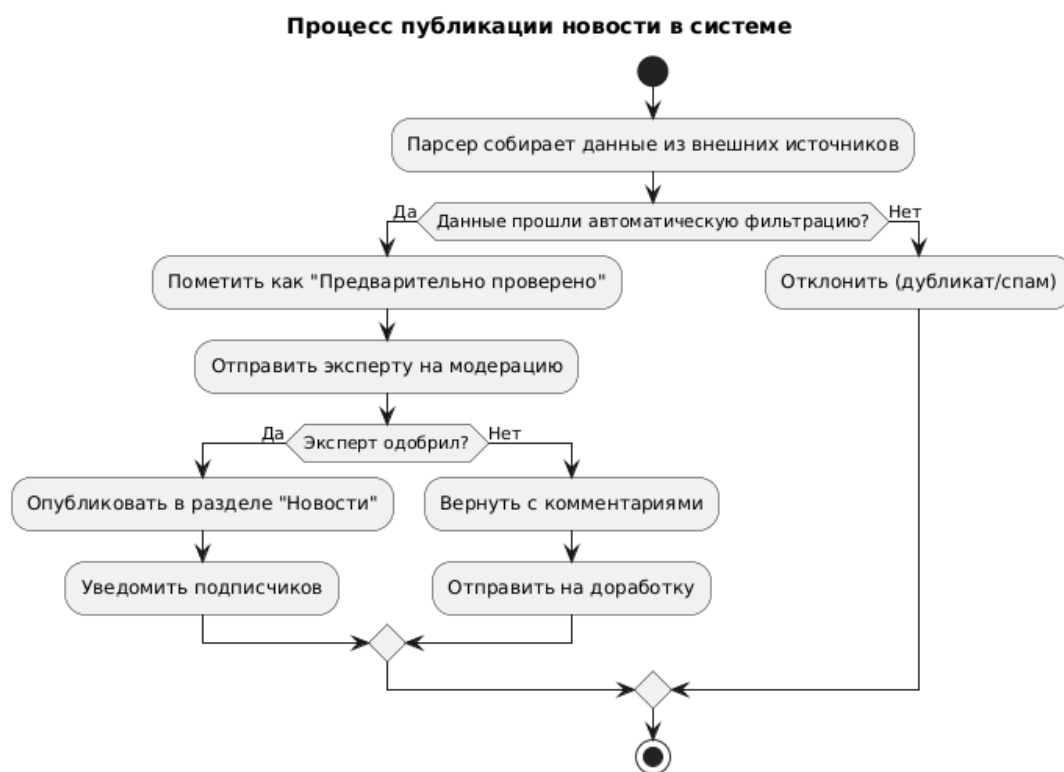 Процесс публикации новости в системе
Парсер собирает данные из внешних источников
Да
Данные прошли автоматическую фильтрацию?
Нет
Пометить как "Предварительно проверено"
Отклонить (дубликат/спам)
Отправить эксперту на модерацию
Да
Эксперт одобрил?
Нет
Опубликовать в разделе "Новости"
Вернуть с комментариями
Уведомить подписчиков
Отправить на доработку